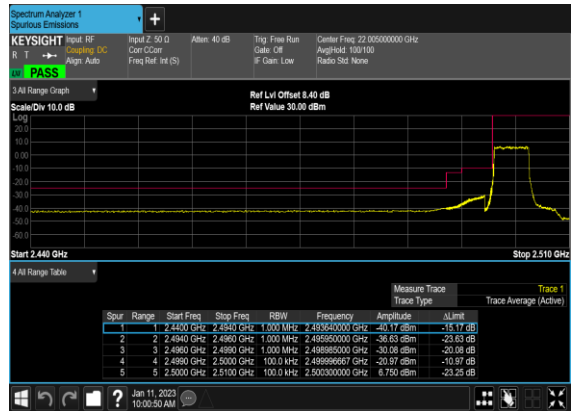 Spectrum Analyzer 1
Spurious Emissions
+
KEYSIGHT Input: RF Input Z: 50 Ω Atten: 40 dB Trig: Free Run Center Freq: 22.005000000 GHz
R T Coupling: DC Corr CCorr Gate: Off Avg|Hold: 100/100
Align: Auto Freq Ref: Int (S) IF Gain: Low Radio Std: None
PASS
3 All Range Graph
Ref Lvl Offset 8.40 dB
Scale/Div 10.0 dB Ref Value 30.00 dBm
Log
20.0
10.0
0.00
-10.0
-20.0
-30.0
-40.0
-50.0
-60.0
Start 2.440 GHz Stop 2.510 GHz
4 All Range Table
Measure Trace Trace 1
Trace Type Trace Average (Active)
Spur Range Start Freq Stop Freq RBW Frequency Amplitude ΔLimit
1 1 2.4400 GHz 2.4940 GHz 1.000 MHz 2.493640000 GHz -40.17 dBm -15.17 dB
2 2 2.4940 GHz 2.4960 GHz 1.000 MHz 2.495950000 GHz -36.63 dBm -23.63 dB
3 3 2.4960 GHz 2.4990 GHz 1.000 MHz 2.498985000 GHz -30.08 dBm -20.08 dB
4 4 2.4990 GHz 2.5000 GHz 100.0 kHz 2.499996667 GHz -20.97 dBm -10.97 dB
5 5 2.5000 GHz 2.5100 GHz 100.0 kHz 2.500300000 GHz 6.750 dBm -23.25 dB
? Jan 11, 2023
10:00:50 AM